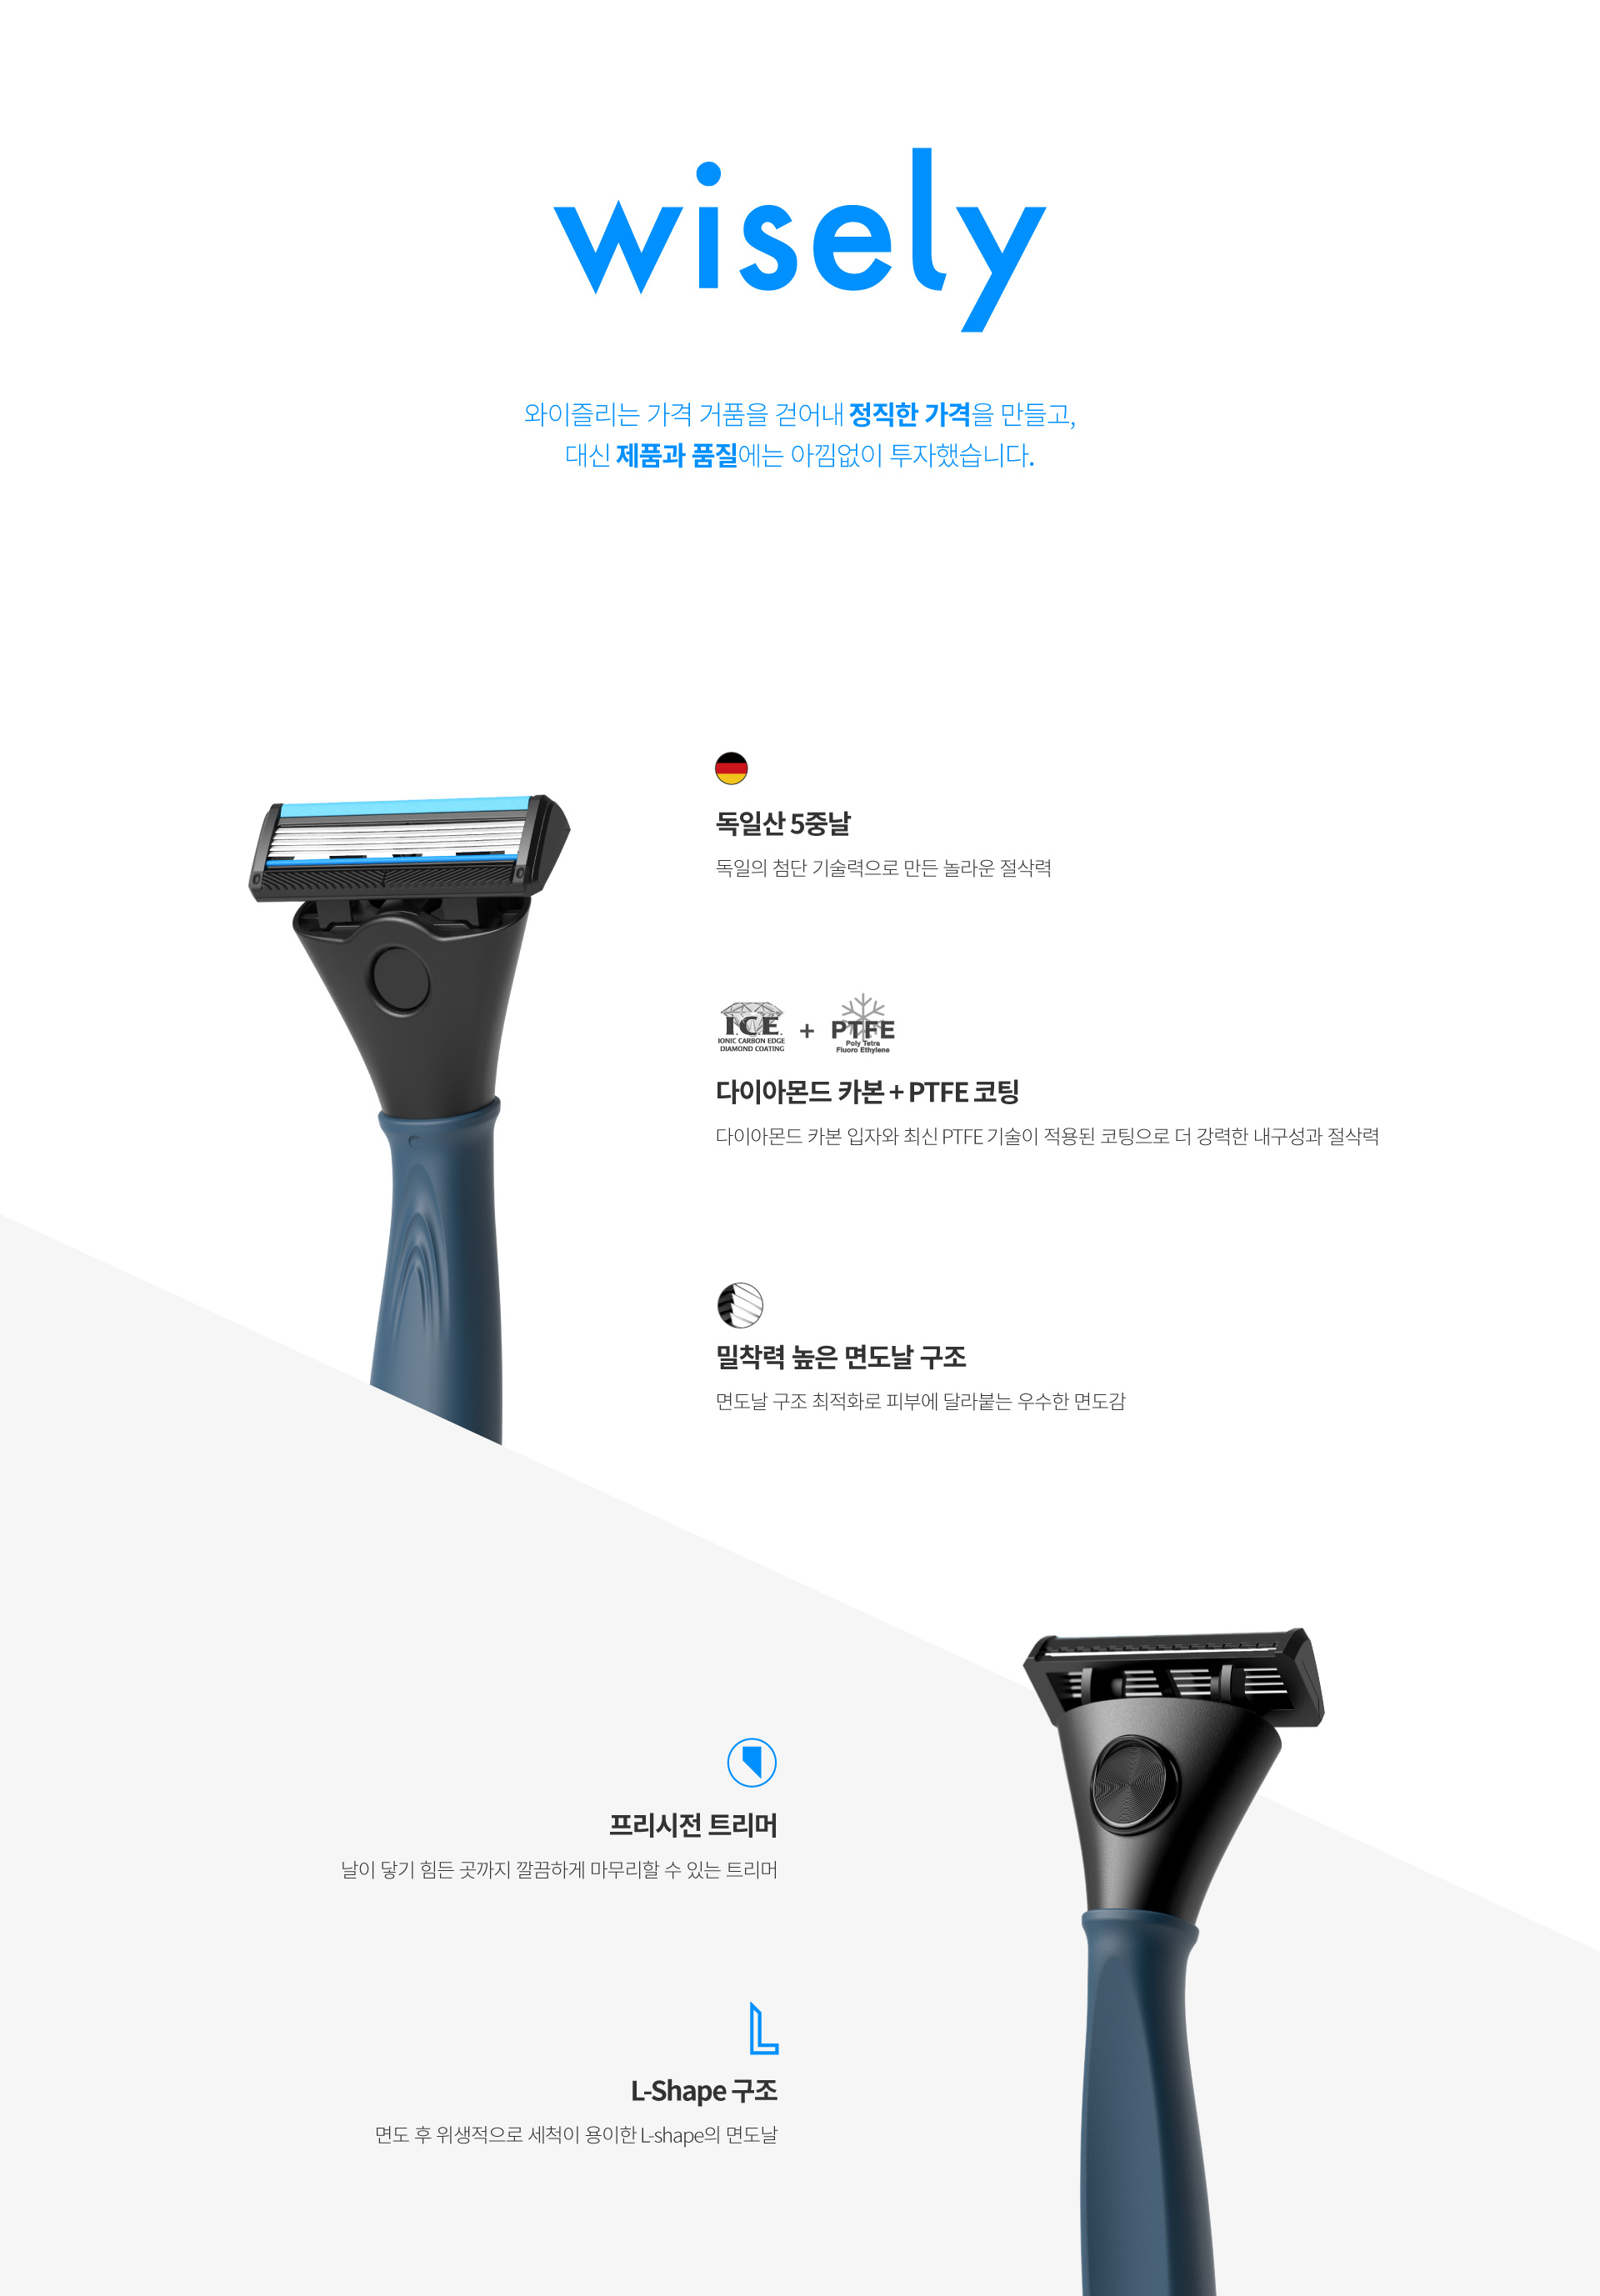 wisely
와이즐리는 가격 거품을 걷어내 정직한 가격을 만들고,
대신 제품과 품질에는 아낌없이 투자했습니다.
독일산 5중날
독일의 첨단 기술력으로 만든 놀라운 절삭력
I.C.E.
IONIC CARBON EDGE
DIAMOND COATING
+
PTFE
Poly Tetra
Fluoro Ethylene
다이아몬드 카본 + PTFE 코팅
다이아몬드 카본 입자와 최신 PTFE 기술이 적용된 코팅으로 더 강력한 내구성과 절삭력
밀착력 높은 면도날 구조
면도날 구조 최적화로 피부에 달라붙는 우수한 면도감
프리시전 트리머
날이 닿기 힘든 곳까지 깔끔하게 마무리할 수 있는 트리머
L
L-Shape 구조
면도 후 위생적으로 세척이 용이한 L-shape의 면도날